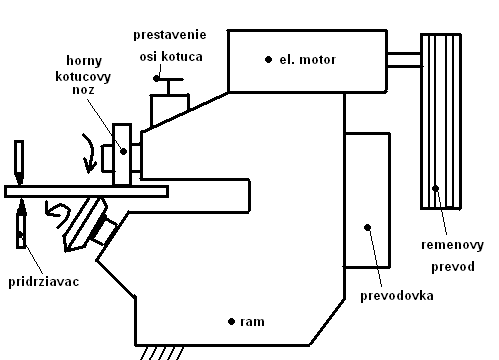 prestavenie
osi kotuca
el. motor
horny
kotucovy
noz
remenovy
prevod
pridrziavac
prevodovka
ram